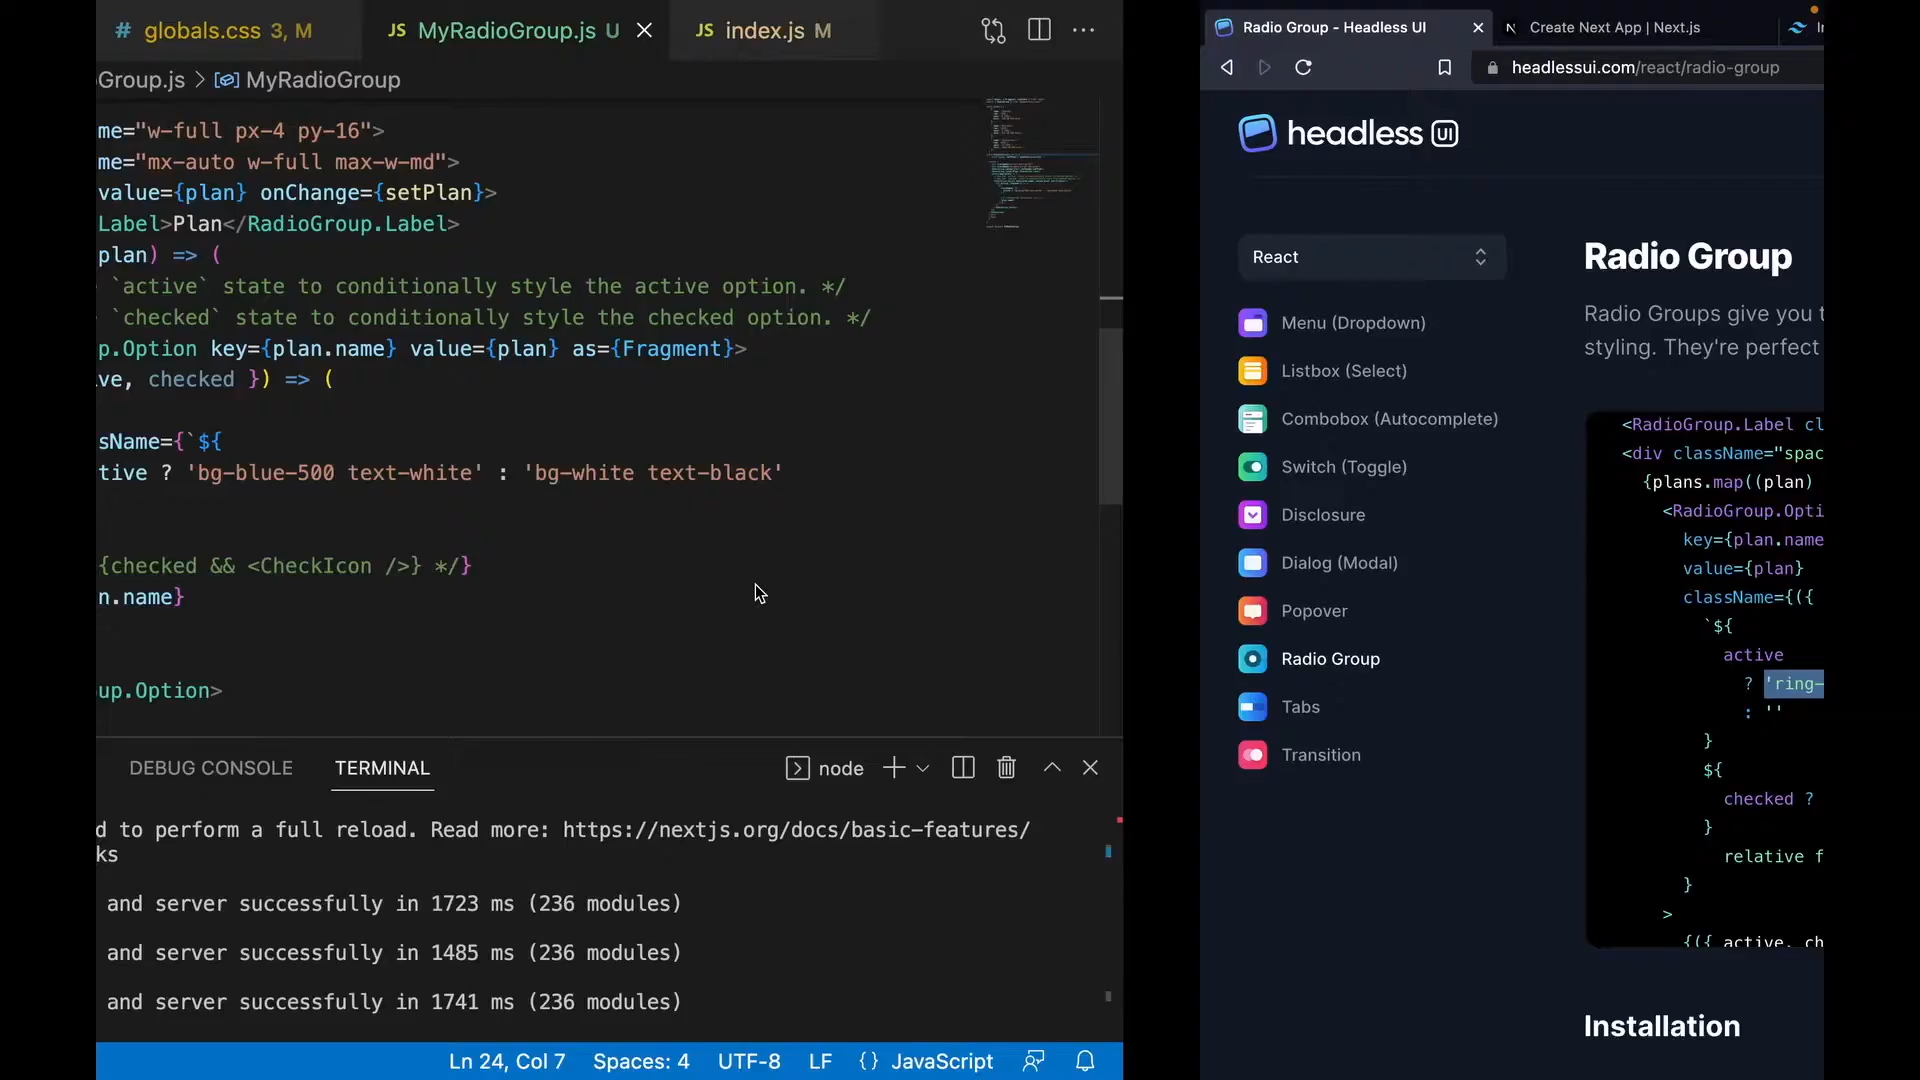 # globals.css 3, M
JS MyRadioGroup.js U
JS index.js M
Group.js > MyRadioGroup
me="w-full px-4 py-16">
me="mx-auto w-full max-w-md">
value={plan} onChange={setPlan}>
Label>Plan</RadioGroup.Label>
plan) => (
`active` state to conditionally style the active option. */
`checked` state to conditionally style the checked option. */
p.Option key={plan.name} value={plan} as={Fragment}>
ve, checked }) => (
sName={`${
tive ? 'bg-blue-500 text-white' : 'bg-white text-black'
{checked && <CheckIcon />} */}
n.name}
up.Option>
DEBUG CONSOLE
TERMINAL
node
d to perform a full reload. Read more: https://nextjs.org/docs/basic-features/
ks
and server successfully in 1723 ms (236 modules)
and server successfully in 1485 ms (236 modules)
and server successfully in 1741 ms (236 modules)
Ln 24, Col 7
Spaces: 4
UTF-8
LF
{} JavaScript
Radio Group - Headless UI
N Create Next App | Next.js
headlessui.com/react/radio-group
headless UI
React
Menu (Dropdown)
Listbox (Select)
Combobox (Autocomplete)
Switch (Toggle)
Disclosure
Dialog (Modal)
Popover
Radio Group
Tabs
Transition
Radio Group
Radio Groups give you t
styling. They're perfect
<RadioGroup.Label cl
<div className="spac
{plans.map((plan)
<RadioGroup.Opti
key={plan.name
value={plan}
className={({
`${
active
? 'ring-
: ''
}
${
checked ?
}
relative f
}
>
{({ active, ch
Installation